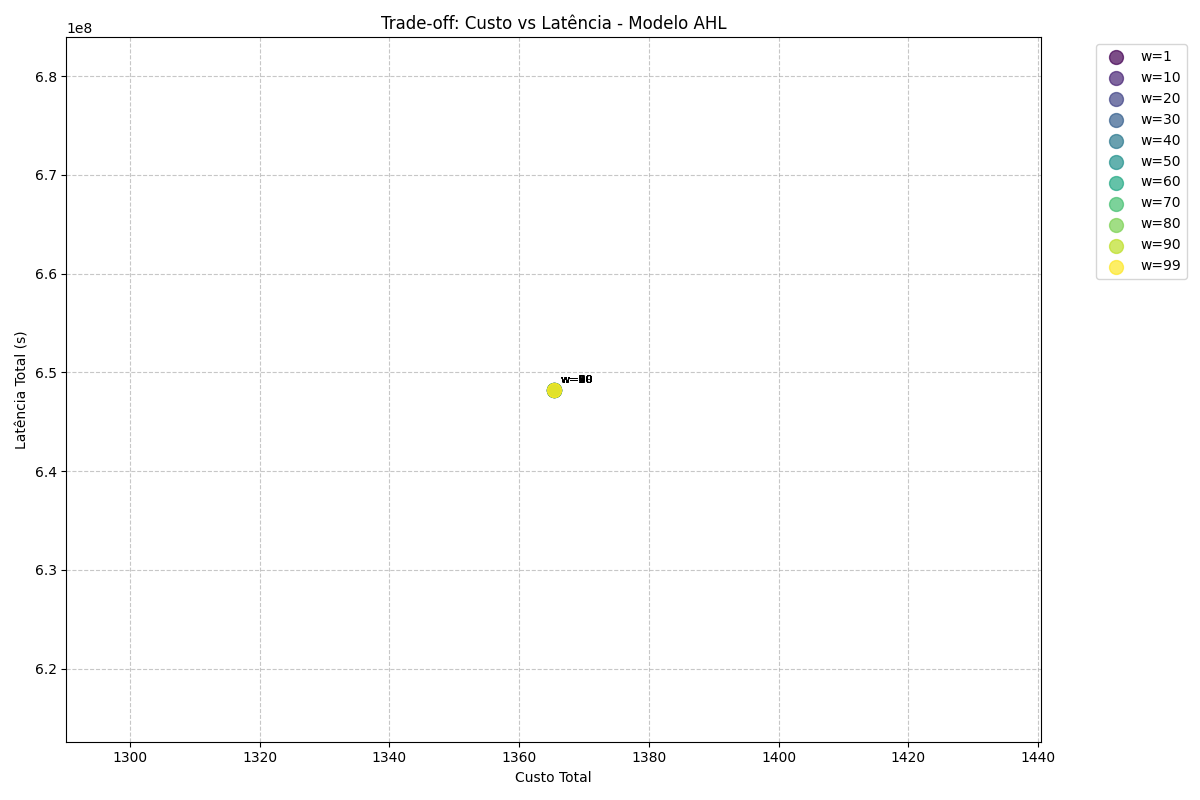 Trade-off: Custo vs Latência - Modelo AHL
1e8
6.8
6.7
6.6
6.5
6.4
6.3
6.2
Latência Total (s)
1300 1320 1340 1360 1380 1400 1420 1440
Custo Total
w=1
w=10
w=20
w=30
w=40
w=50
w=60
w=70
w=80
w=90
w=99